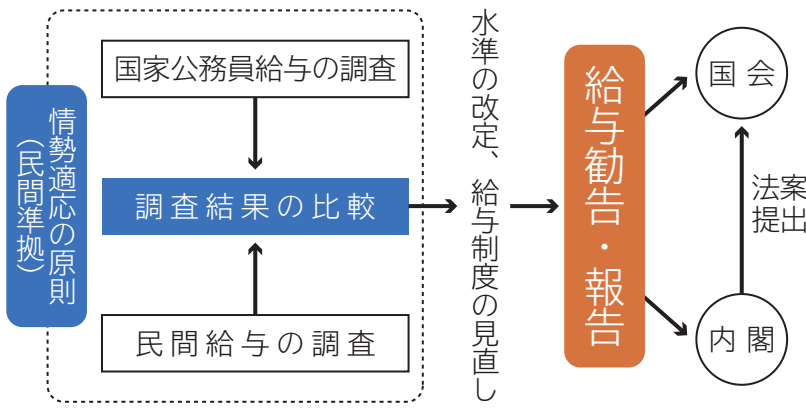 情勢適応の原則
（民間準拠）
国家公務員給与の調査
調査結果の比較
民間給与の調査
水準の改定、給与制度の見直し
給与勧告・報告
国会
法案
提出
内閣